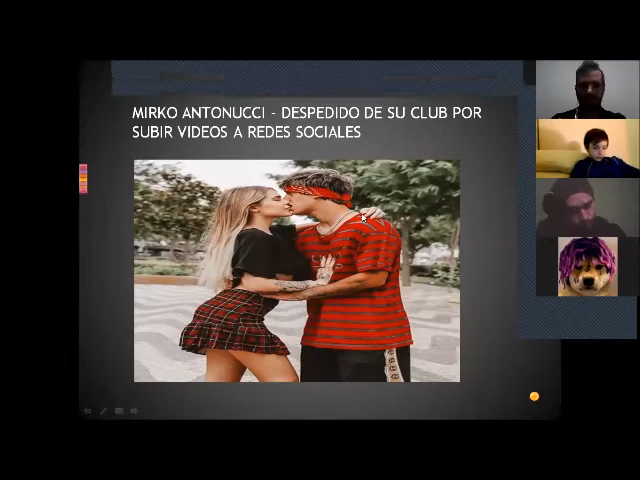 MIRKO ANTONUCCI - DESPEDIDO DE SU CLUB POR
SUBIR VIDEOS A REDES SOCIALES